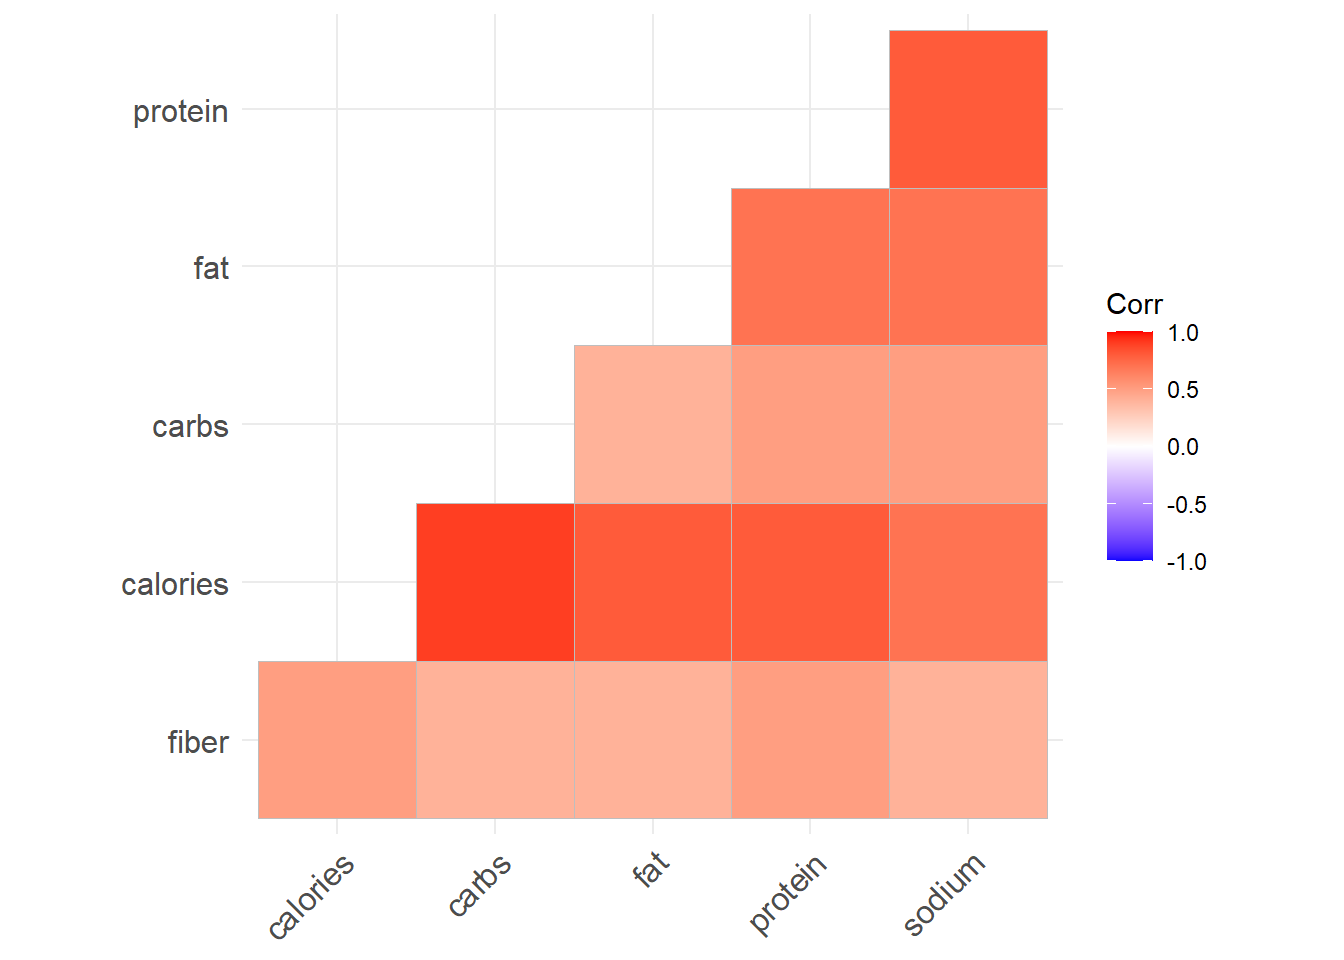 protein
fat
carbs
calories
fiber
calories
carbs
fat
protein
sodium
Corr
1.0
0.5
0.0
-0.5
-1.0